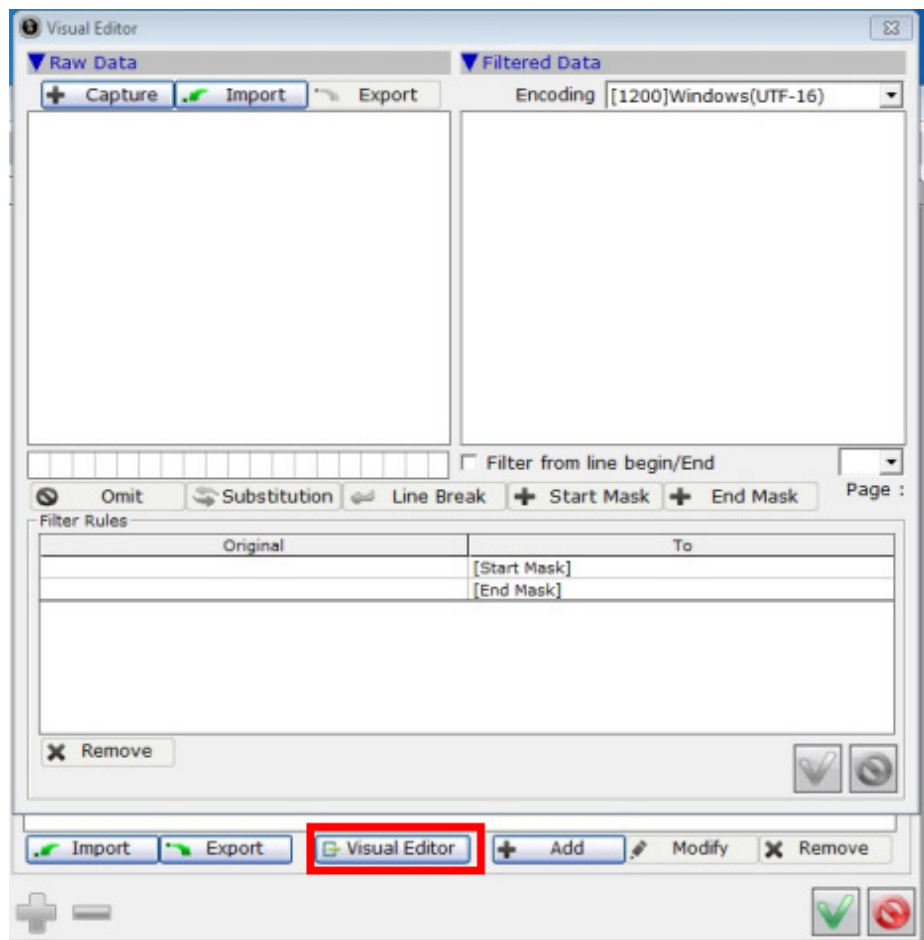 Visual Editor
Raw Data Filtered Data
Capture Import Export Encoding [1200]Windows(UTF-16)
Filter from line begin/End
Omit Substitution Line Break Start Mask End Mask Page :
Filter Rules
Original To
[Start Mask]
[End Mask]
Remove
Import Export Visual Editor Add Modify Remove